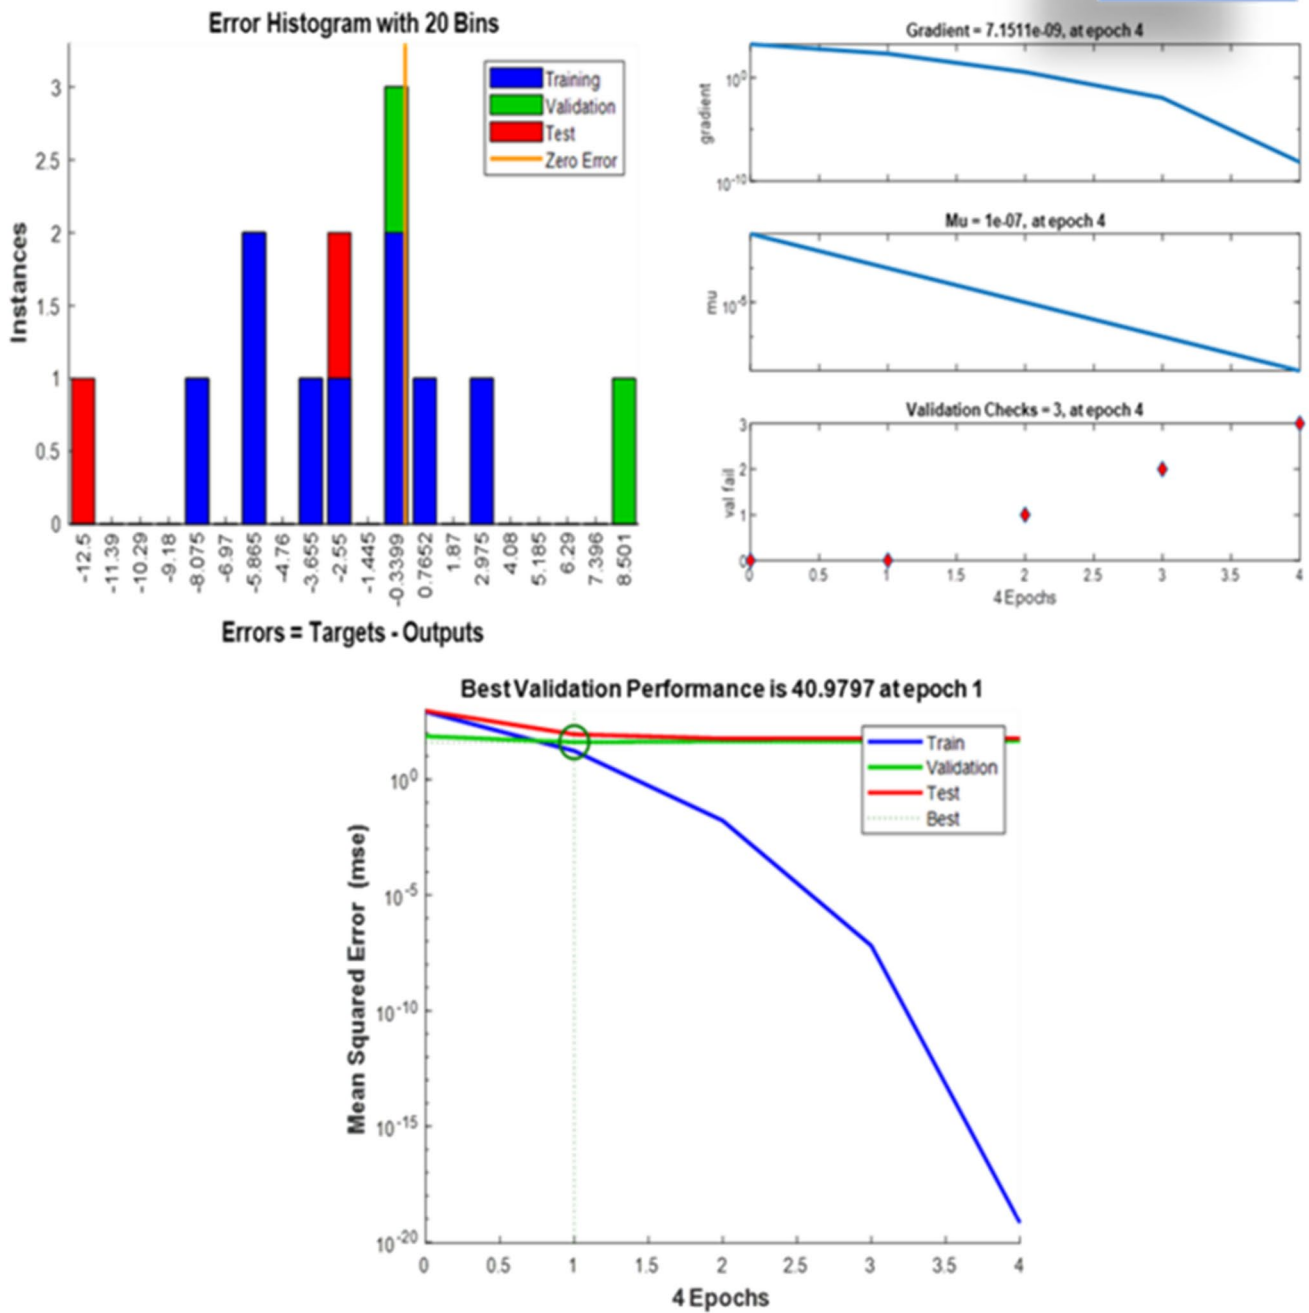 Error Histogram with 20 Bins
3
2.5
2
1.5
1
0.5
0
Instances
Training
Validation
Test
Zero Error
-12.5
-11.39
-10.29
-9.18
-8.075
-6.97
-5.865
-4.76
-3.655
-2.55
-1.445
-0.3399
0.7652
1.87
2.975
4.08
5.185
6.29
7.396
8.501
Errors = Targets - Outputs
Gradient = 7.1511e-09, at epoch 4
10^0
10^-10
gradient
Mu = 1e-07, at epoch 4
10^-5
mu
Validation Checks = 3, at epoch 4
3
2
1
0
val fail
0 0.5 1 1.5 2 2.5 3 3.5 4
4 Epochs
Best Validation Performance is 40.9797 at epoch 1
Train
Validation
Test
Best
10^0
10^-5
10^-10
10^-15
10^-20
Mean Squared Error (mse)
0 0.5 1 1.5 2 2.5 3 3.5 4
4 Epochs